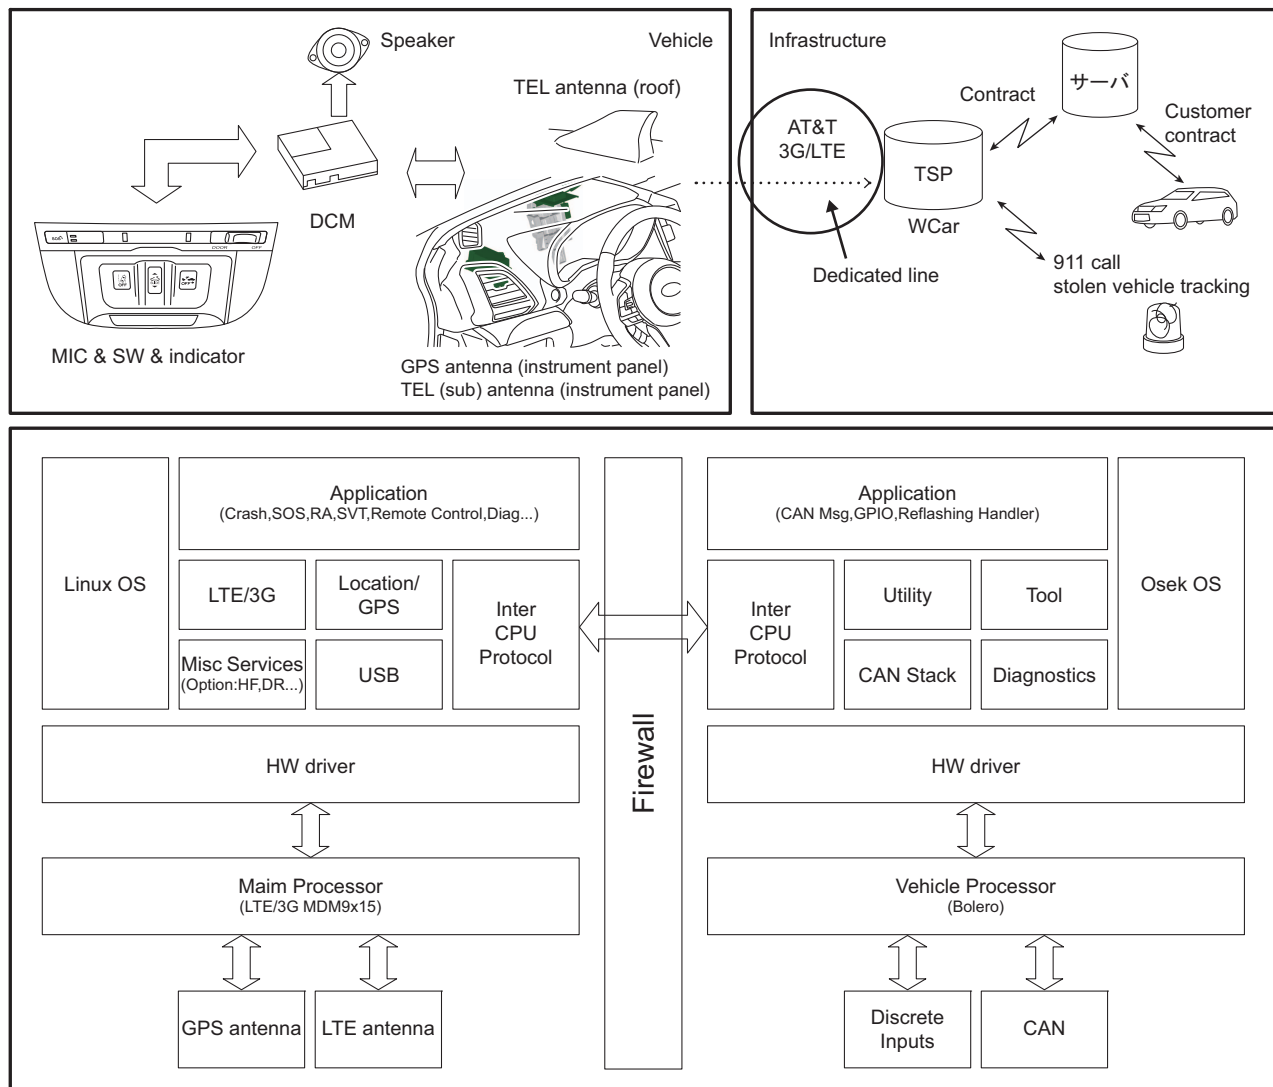 Speaker
Vehicle
TEL antenna (roof)
DCM
DOOR
OFF
OFF
OFF
MIC & SW & indicator
GPS antenna (instrument panel)
TEL (sub) antenna (instrument panel)
Infrastructure
サーバ
Contract
Customer
contract
AT&T
3G/LTE
TSP
WCar
Dedicated line
911 call
stolen vehicle tracking
Application
(Crash,SOS,RA,SVT,Remote Control,Diag...)
Linux OS
LTE/3G
Location/
GPS
Inter
CPU
Protocol
Misc Services
(Option:HF,DR...)
USB
HW driver
Maim Processor
(LTE/3G MDM9x15)
GPS antenna
LTE antenna
Firewall
Application
(CAN Msg,GPIO,Reflashing Handler)
Osek OS
Inter
CPU
Protocol
Utility
Tool
CAN Stack
Diagnostics
HW driver
Vehicle Processor
(Bolero)
Discrete
Inputs
CAN